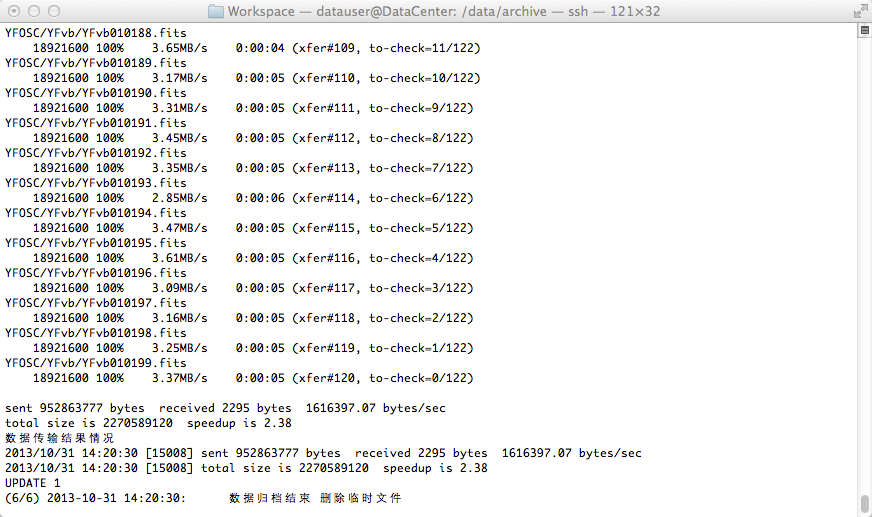 Workspace — datauser@DataCenter: /data/archive — ssh — 121×32
YFOSC/YFvb/YFvb010188.fits
18921600 100% 3.65MB/s 0:00:04 (xfer#109, to-check=11/122)
YFOSC/YFvb/YFvb010189.fits
18921600 100% 3.17MB/s 0:00:05 (xfer#110, to-check=10/122)
YFOSC/YFvb/YFvb010190.fits
18921600 100% 3.31MB/s 0:00:05 (xfer#111, to-check=9/122)
YFOSC/YFvb/YFvb010191.fits
18921600 100% 3.45MB/s 0:00:05 (xfer#112, to-check=8/122)
YFOSC/YFvb/YFvb010192.fits
18921600 100% 3.35MB/s 0:00:05 (xfer#113, to-check=7/122)
YFOSC/YFvb/YFvb010193.fits
18921600 100% 2.85MB/s 0:00:06 (xfer#114, to-check=6/122)
YFOSC/YFvb/YFvb010194.fits
18921600 100% 3.47MB/s 0:00:05 (xfer#115, to-check=5/122)
YFOSC/YFvb/YFvb010195.fits
18921600 100% 3.61MB/s 0:00:05 (xfer#116, to-check=4/122)
YFOSC/YFvb/YFvb010196.fits
18921600 100% 3.09MB/s 0:00:05 (xfer#117, to-check=3/122)
YFOSC/YFvb/YFvb010197.fits
18921600 100% 3.16MB/s 0:00:05 (xfer#118, to-check=2/122)
YFOSC/YFvb/YFvb010198.fits
18921600 100% 3.25MB/s 0:00:05 (xfer#119, to-check=1/122)
YFOSC/YFvb/YFvb010199.fits
18921600 100% 3.37MB/s 0:00:05 (xfer#120, to-check=0/122)
sent 952863777 bytes received 2295 bytes 1616397.07 bytes/sec
total size is 2270589120 speedup is 2.38
数据传输结果情况
2013/10/31 14:20:30 [15008] sent 952863777 bytes received 2295 bytes 1616397.07 bytes/sec
2013/10/31 14:20:30 [15008] total size is 2270589120 speedup is 2.38
UPDATE 1
(6/6) 2013-10-31 14:20:30: 数据归档结束 删除临时文件